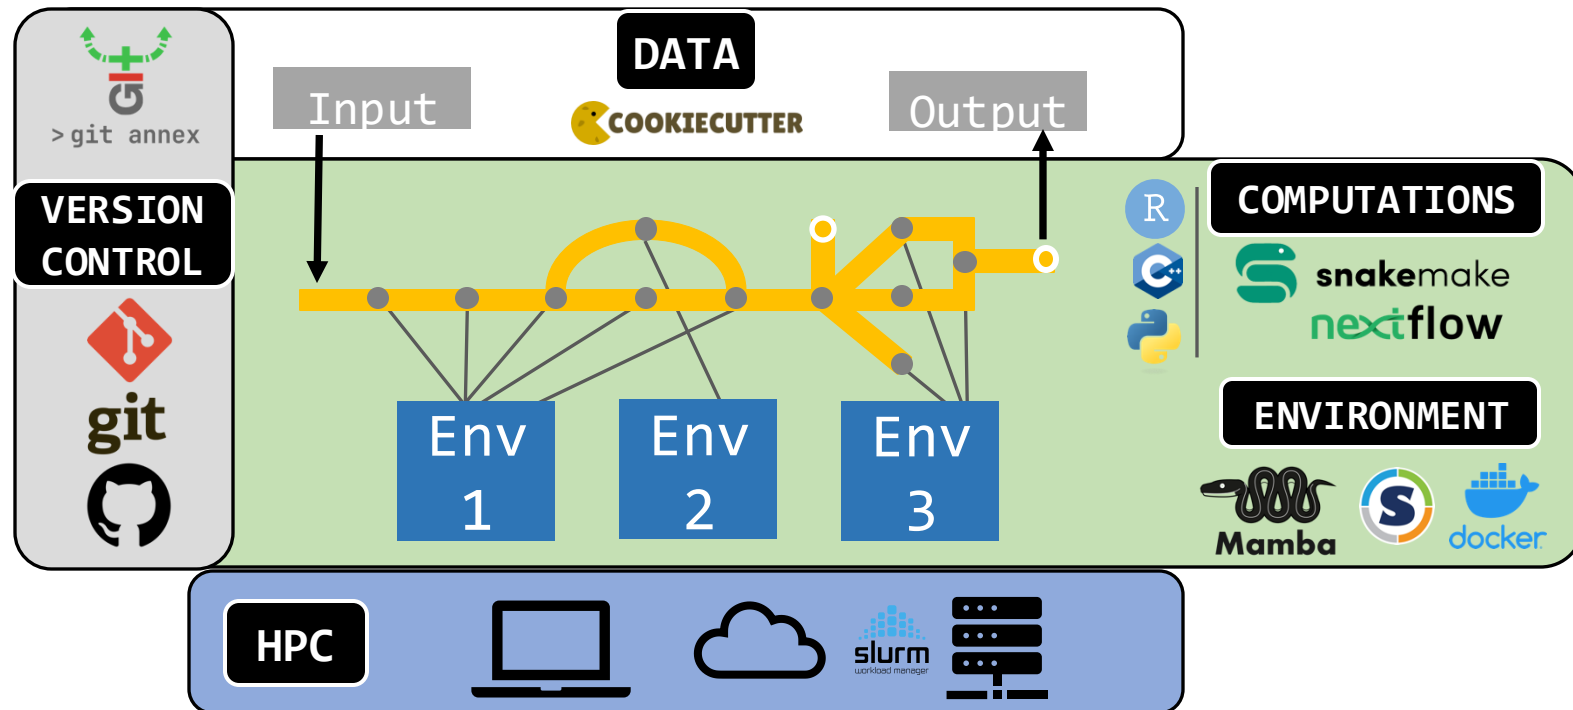 GIT
> git annex
DATA
Input
COOKIECUTTER
Output
VERSION
CONTROL
git
R
C++
COMPUTATIONS
snakemake
nextflow
ENVIRONMENT
Mamba
S
docker
Env
1
Env
2
Env
3
HPC
slurm
workload manager